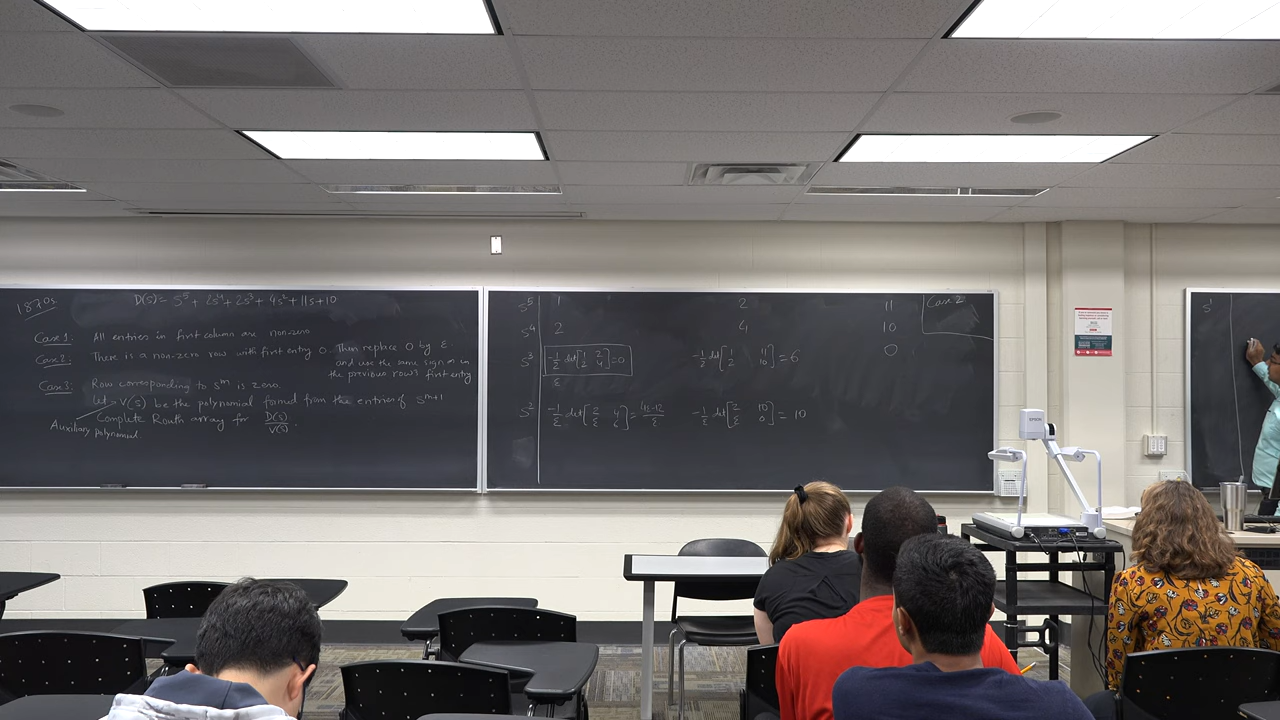 1870s. D(s) = s⁵ + 2s⁴ + 2s³ + 4s² + 11s + 10
Case 1. All entries in first column are non-zero
Case 2: There is a non-zero row with first entry 0. Then replace 0 by ε.
and use the same sign as in
the previous row's first entry
Case 3: Row corresponding to sᵐ is zero.
Let V(s) be the polynomial formed from the entries of sᵐ⁺¹
Complete Routh array for D(s)/V(s).
Auxiliary polynomial
s⁵ 1 2 11 Case 2
s⁴ 2 4 10
s³ -1/2 det[1 2; 2 4] = 0 -1/2 det[1 11; 2 10] = 6 0
ε
s² -1/ε det[2 4; ε 6] = (4ε-12)/ε -1/ε det[2 10; ε 0] = 10
s¹
EPSON